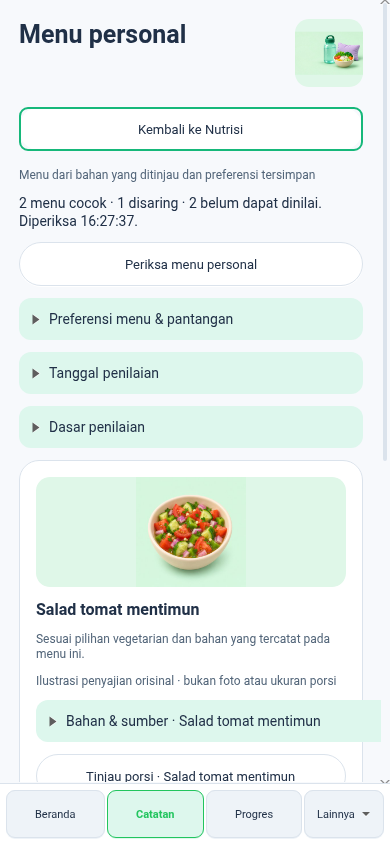 Menu personal
Kembali ke Nutrisi
Menu dari bahan yang ditinjau dan preferensi tersimpan
2 menu cocok · 1 disaring · 2 belum dapat dinilai.
Diperiksa 16:27:37.
Periksa menu personal
Preferensi menu & pantangan
Tanggal penilaian
Dasar penilaian
Salad tomat mentimun
Sesuai pilihan vegetarian dan bahan yang tercatat pada
menu ini.
Ilustrasi penyajian orisinal · bukan foto atau ukuran porsi
Bahan & sumber · Salad tomat mentimun
Tinjau porsi · Salad tomat mentimun
Beranda
Catatan
Progres
Lainnya